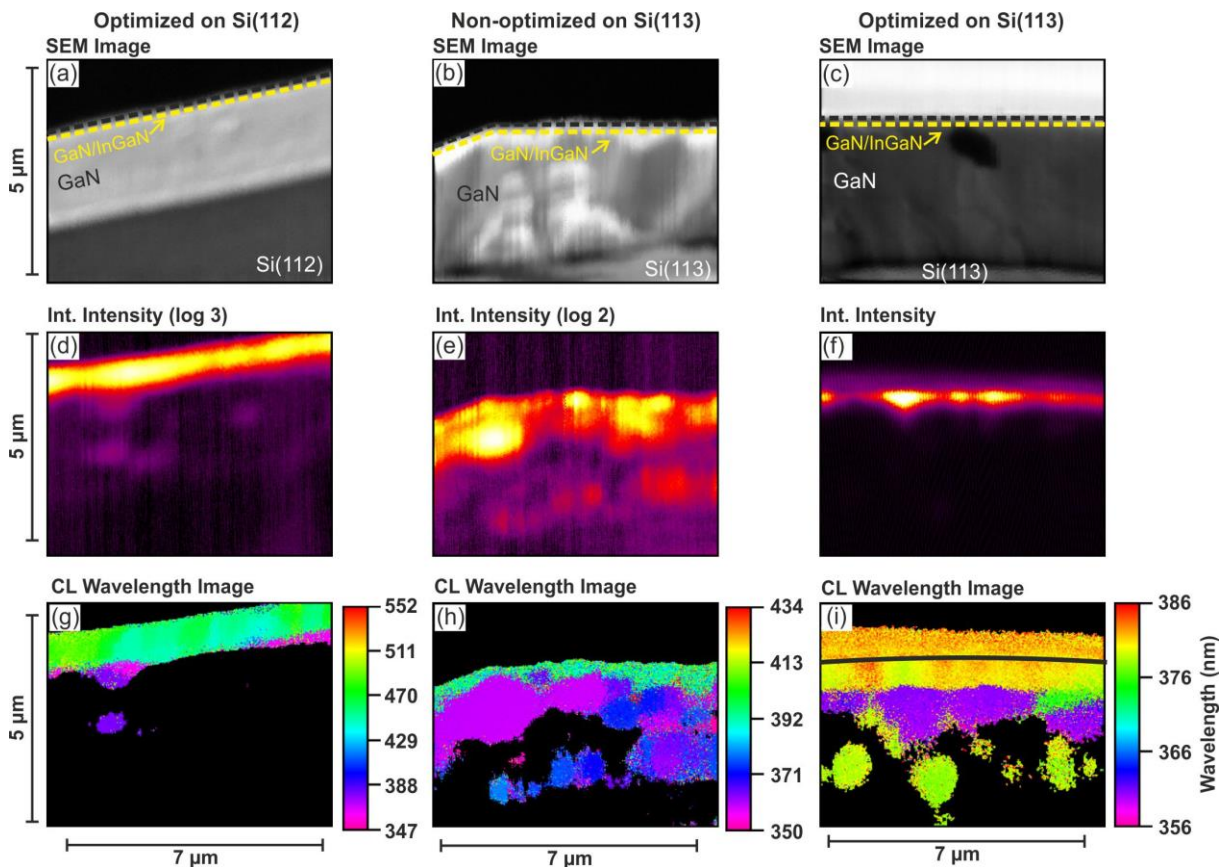 Optimized on Si(112)
Non-optimized on Si(113)
Optimized on Si(113)
SEM Image
SEM Image
SEM Image
(a)
(b)
(c)
5 µm
GaN/InGaN
GaN
Si(112)
GaN/InGaN
GaN
Si(113)
GaN/InGaN
GaN
Si(113)
Int. Intensity (log 3)
Int. Intensity (log 2)
Int. Intensity
(d)
(e)
(f)
5 µm
CL Wavelength Image
CL Wavelength Image
CL Wavelength Image
(g)
(h)
(i)
5 µm
552
511
470
429
388
347
434
413
392
371
350
386
376
366
356
Wavelength (nm)
7 µm
7 µm
7 µm